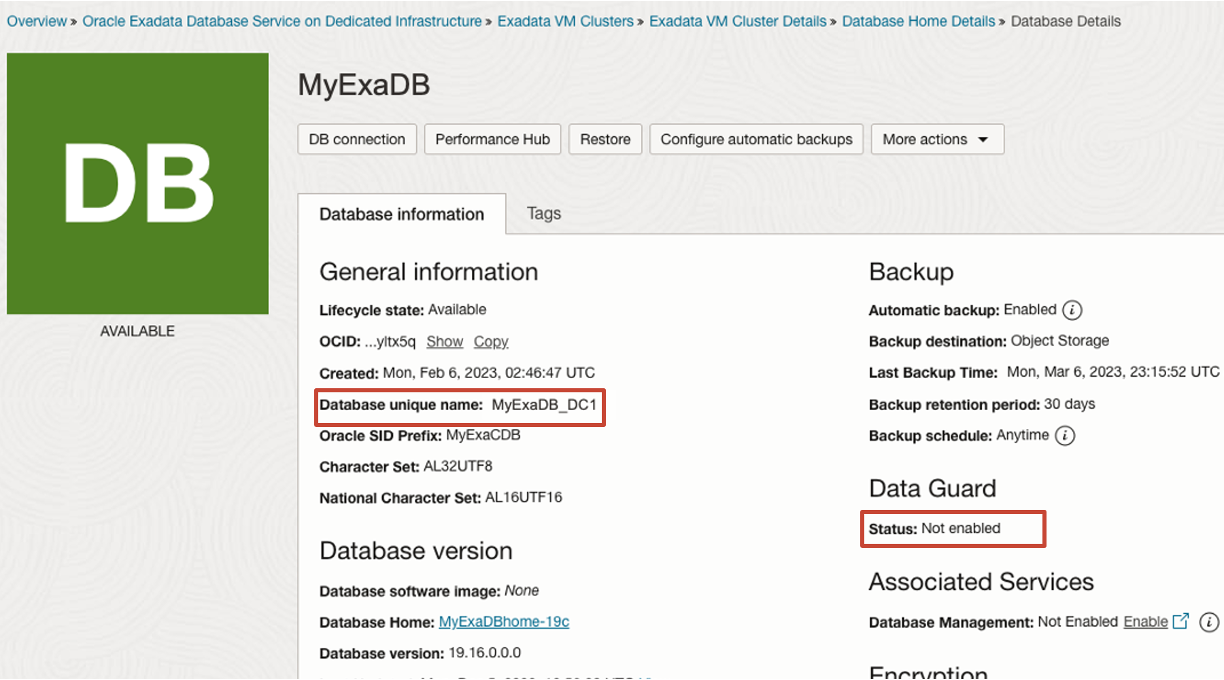 Overview » Oracle Exadata Database Service on Dedicated Infrastructure » Exadata VM Clusters » Exadata VM Cluster Details » Database Home Details » Database Details
DB
AVAILABLE
MyExaDB
DB connection
Performance Hub
Restore
Configure automatic backups
More actions
Database information
Tags
General information
Lifecycle state: Available
OCID: ...yltx5q Show Copy
Created: Mon, Feb 6, 2023, 02:46:47 UTC
Database unique name: MyExaDB_DC1
Oracle SID Prefix: MyExaCDB
Character Set: AL32UTF8
National Character Set: AL16UTF16
Database version
Database software image: None
Database Home: MyExaDBhome-19c
Database version: 19.16.0.0.0
Backup
Automatic backup: Enabled
Backup destination: Object Storage
Last Backup Time: Mon, Mar 6, 2023, 23:15:52 UTC
Backup retention period: 30 days
Backup schedule: Anytime
Data Guard
Status: Not enabled
Associated Services
Database Management: Not Enabled Enable
Encryption